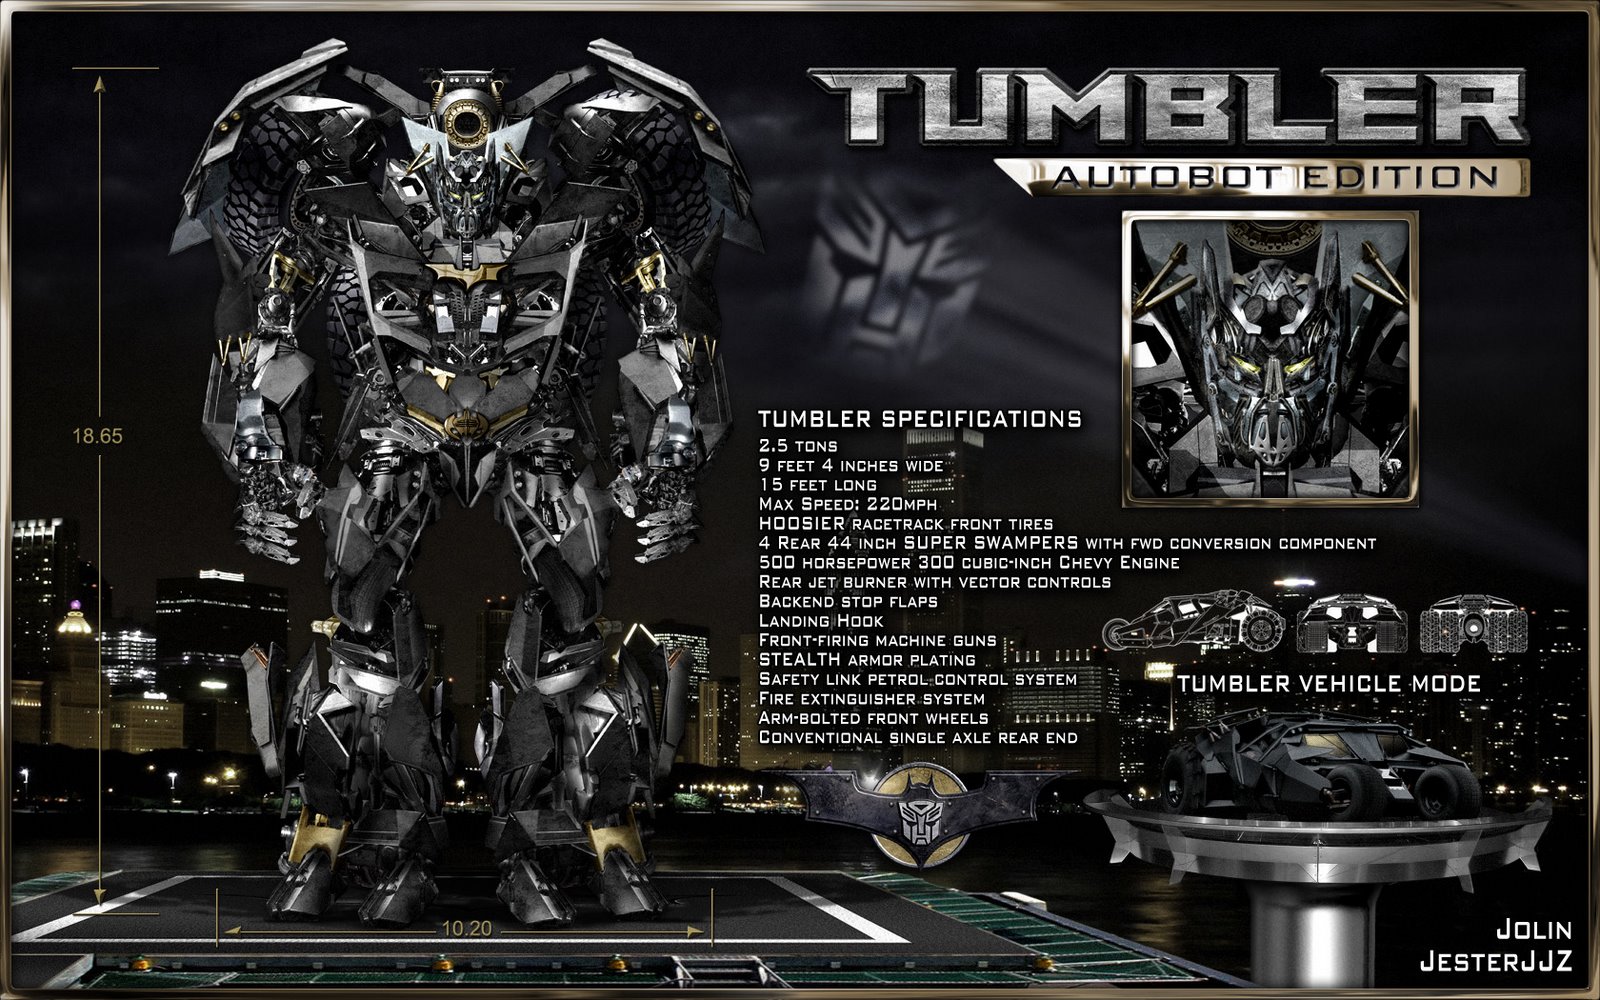 TUMBLER
AUTOBOT EDITION
18.65
TUMBLER SPECIFICATIONS
2.5 TONS
9 FEET 4 INCHES WIDE
15 FEET LONG
MAX SPEED: 220MPH
HOOSIER RACETRACK FRONT TIRES
4 REAR 44 INCH SUPER SWAMPERS WITH FWD CONVERSION COMPONENT
500 HORSEPOWER 300 CUBIC-INCH CHEVY ENGINE
REAR JET BURNER WITH VECTOR CONTROLS
BACKEND STOP FLAPS
LANDING HOOK
FRONT-FIRING MACHINE GUNS
STEALTH ARMOR PLATING
SAFETY LINK PETROL CONTROL SYSTEM
FIRE EXTINGUISHER SYSTEM
ARM-BOLTED FRONT WHEELS
CONVENTIONAL SINGLE AXLE REAR END
TUMBLER VEHICLE MODE
10.20
JOLIN
JESTERJJZ